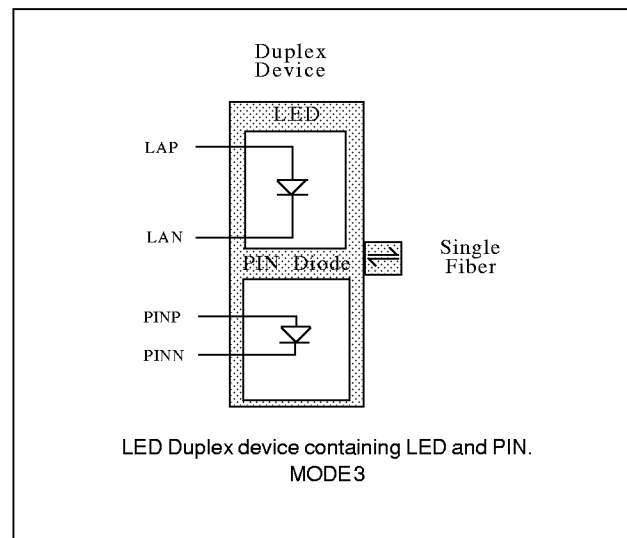 Duplex
Device
LED
LAP
LAN
PIN Diode
Single
Fiber
PINP
PINN
LED Duplex device containing LED and PIN.
MODE3